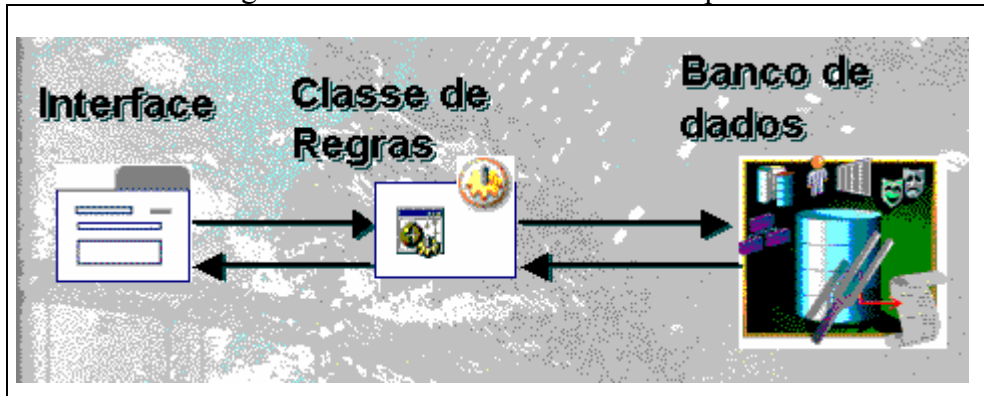 Interface
Classe de
Regras
Banco de
dados